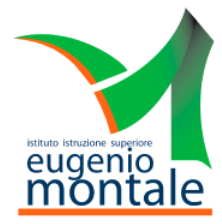 istituto istruzione superiore
eugenio
montale